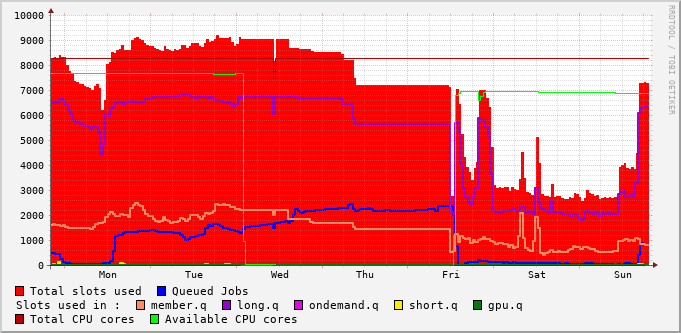 RRDTOOL / TOBI OETIKER
10000
9000
8000
7000
6000
5000
4000
3000
2000
1000
0
Mon Tue Wed Thu Fri Sat Sun
Total slots used Queued Jobs
Slots used in : member.q long.q ondemand.q short.q gpu.q
Total CPU cores Available CPU cores